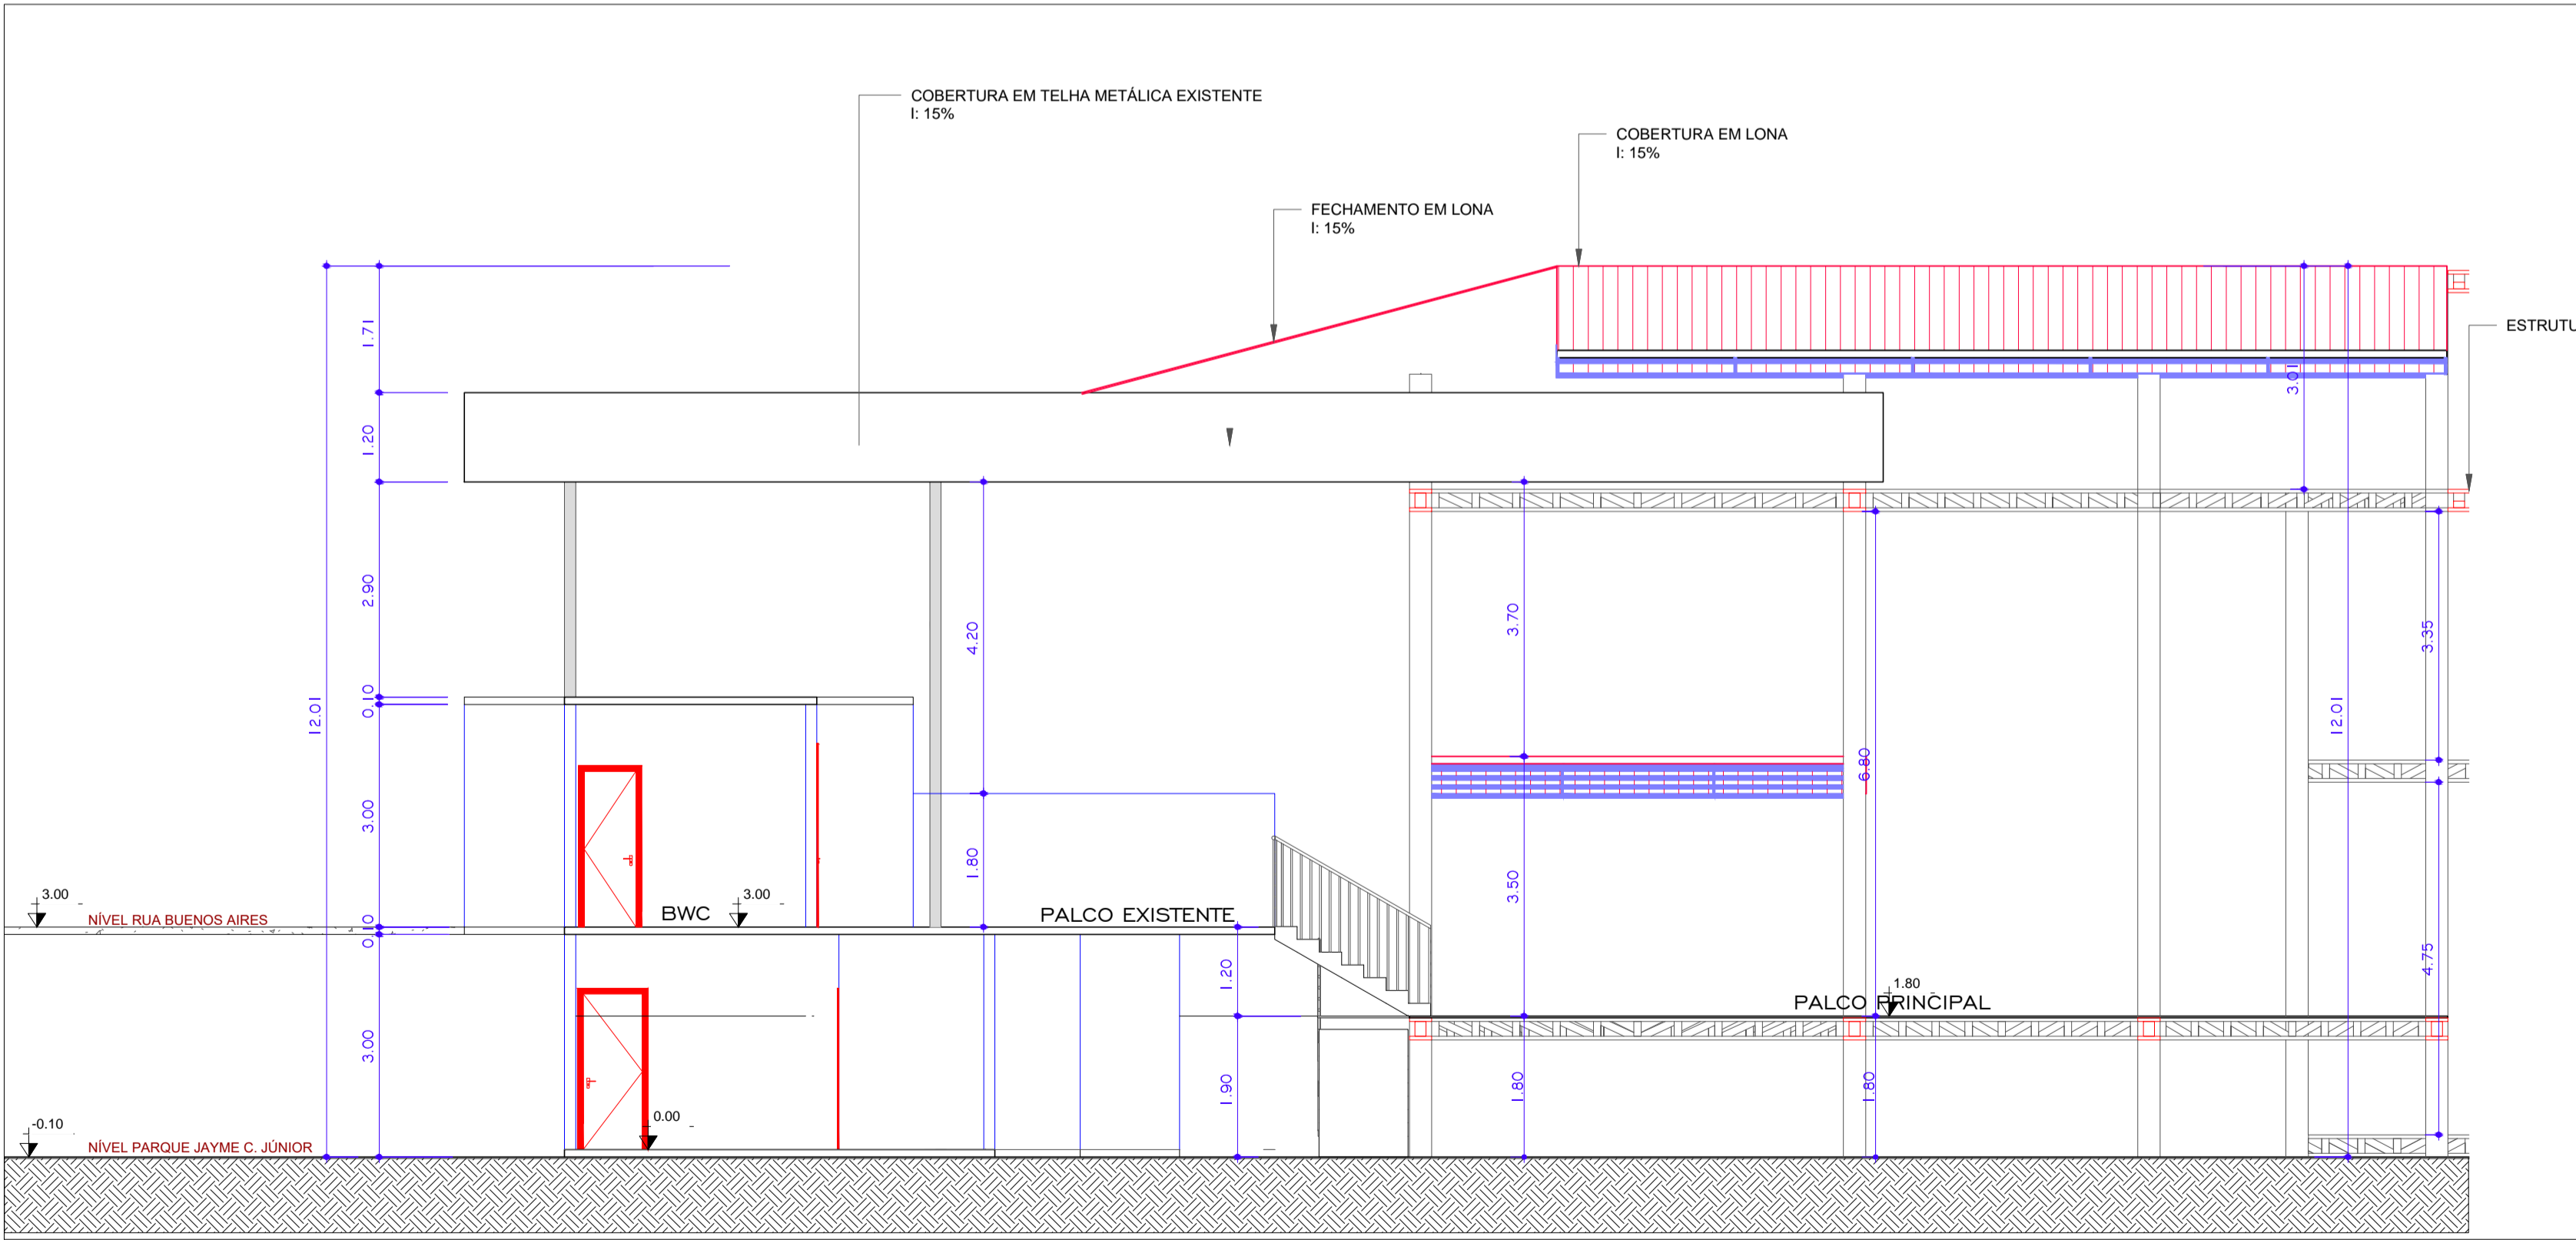 COBERTURA EM TELHA METÁLICA EXISTENTE
I: 15%
COBERTURA EM LONA
I: 15%
FECHAMENTO EM LONA
I: 15%
ESTRUTU
1.71
1.20
2.90
0.10
3.00
0.10
3.00
12.01
4.20
1.80
1.20
1.90
3.70
3.50
1.80
6.80
1.80
3.01
12.01
3.35
4.75
3.00
NÍVEL RUA BUENOS AIRES
BWC
3.00
PALCO EXISTENTE
1.80
PALCO PRINCIPAL
-0.10
NÍVEL PARQUE JAYME C. JÚNIOR
0.00